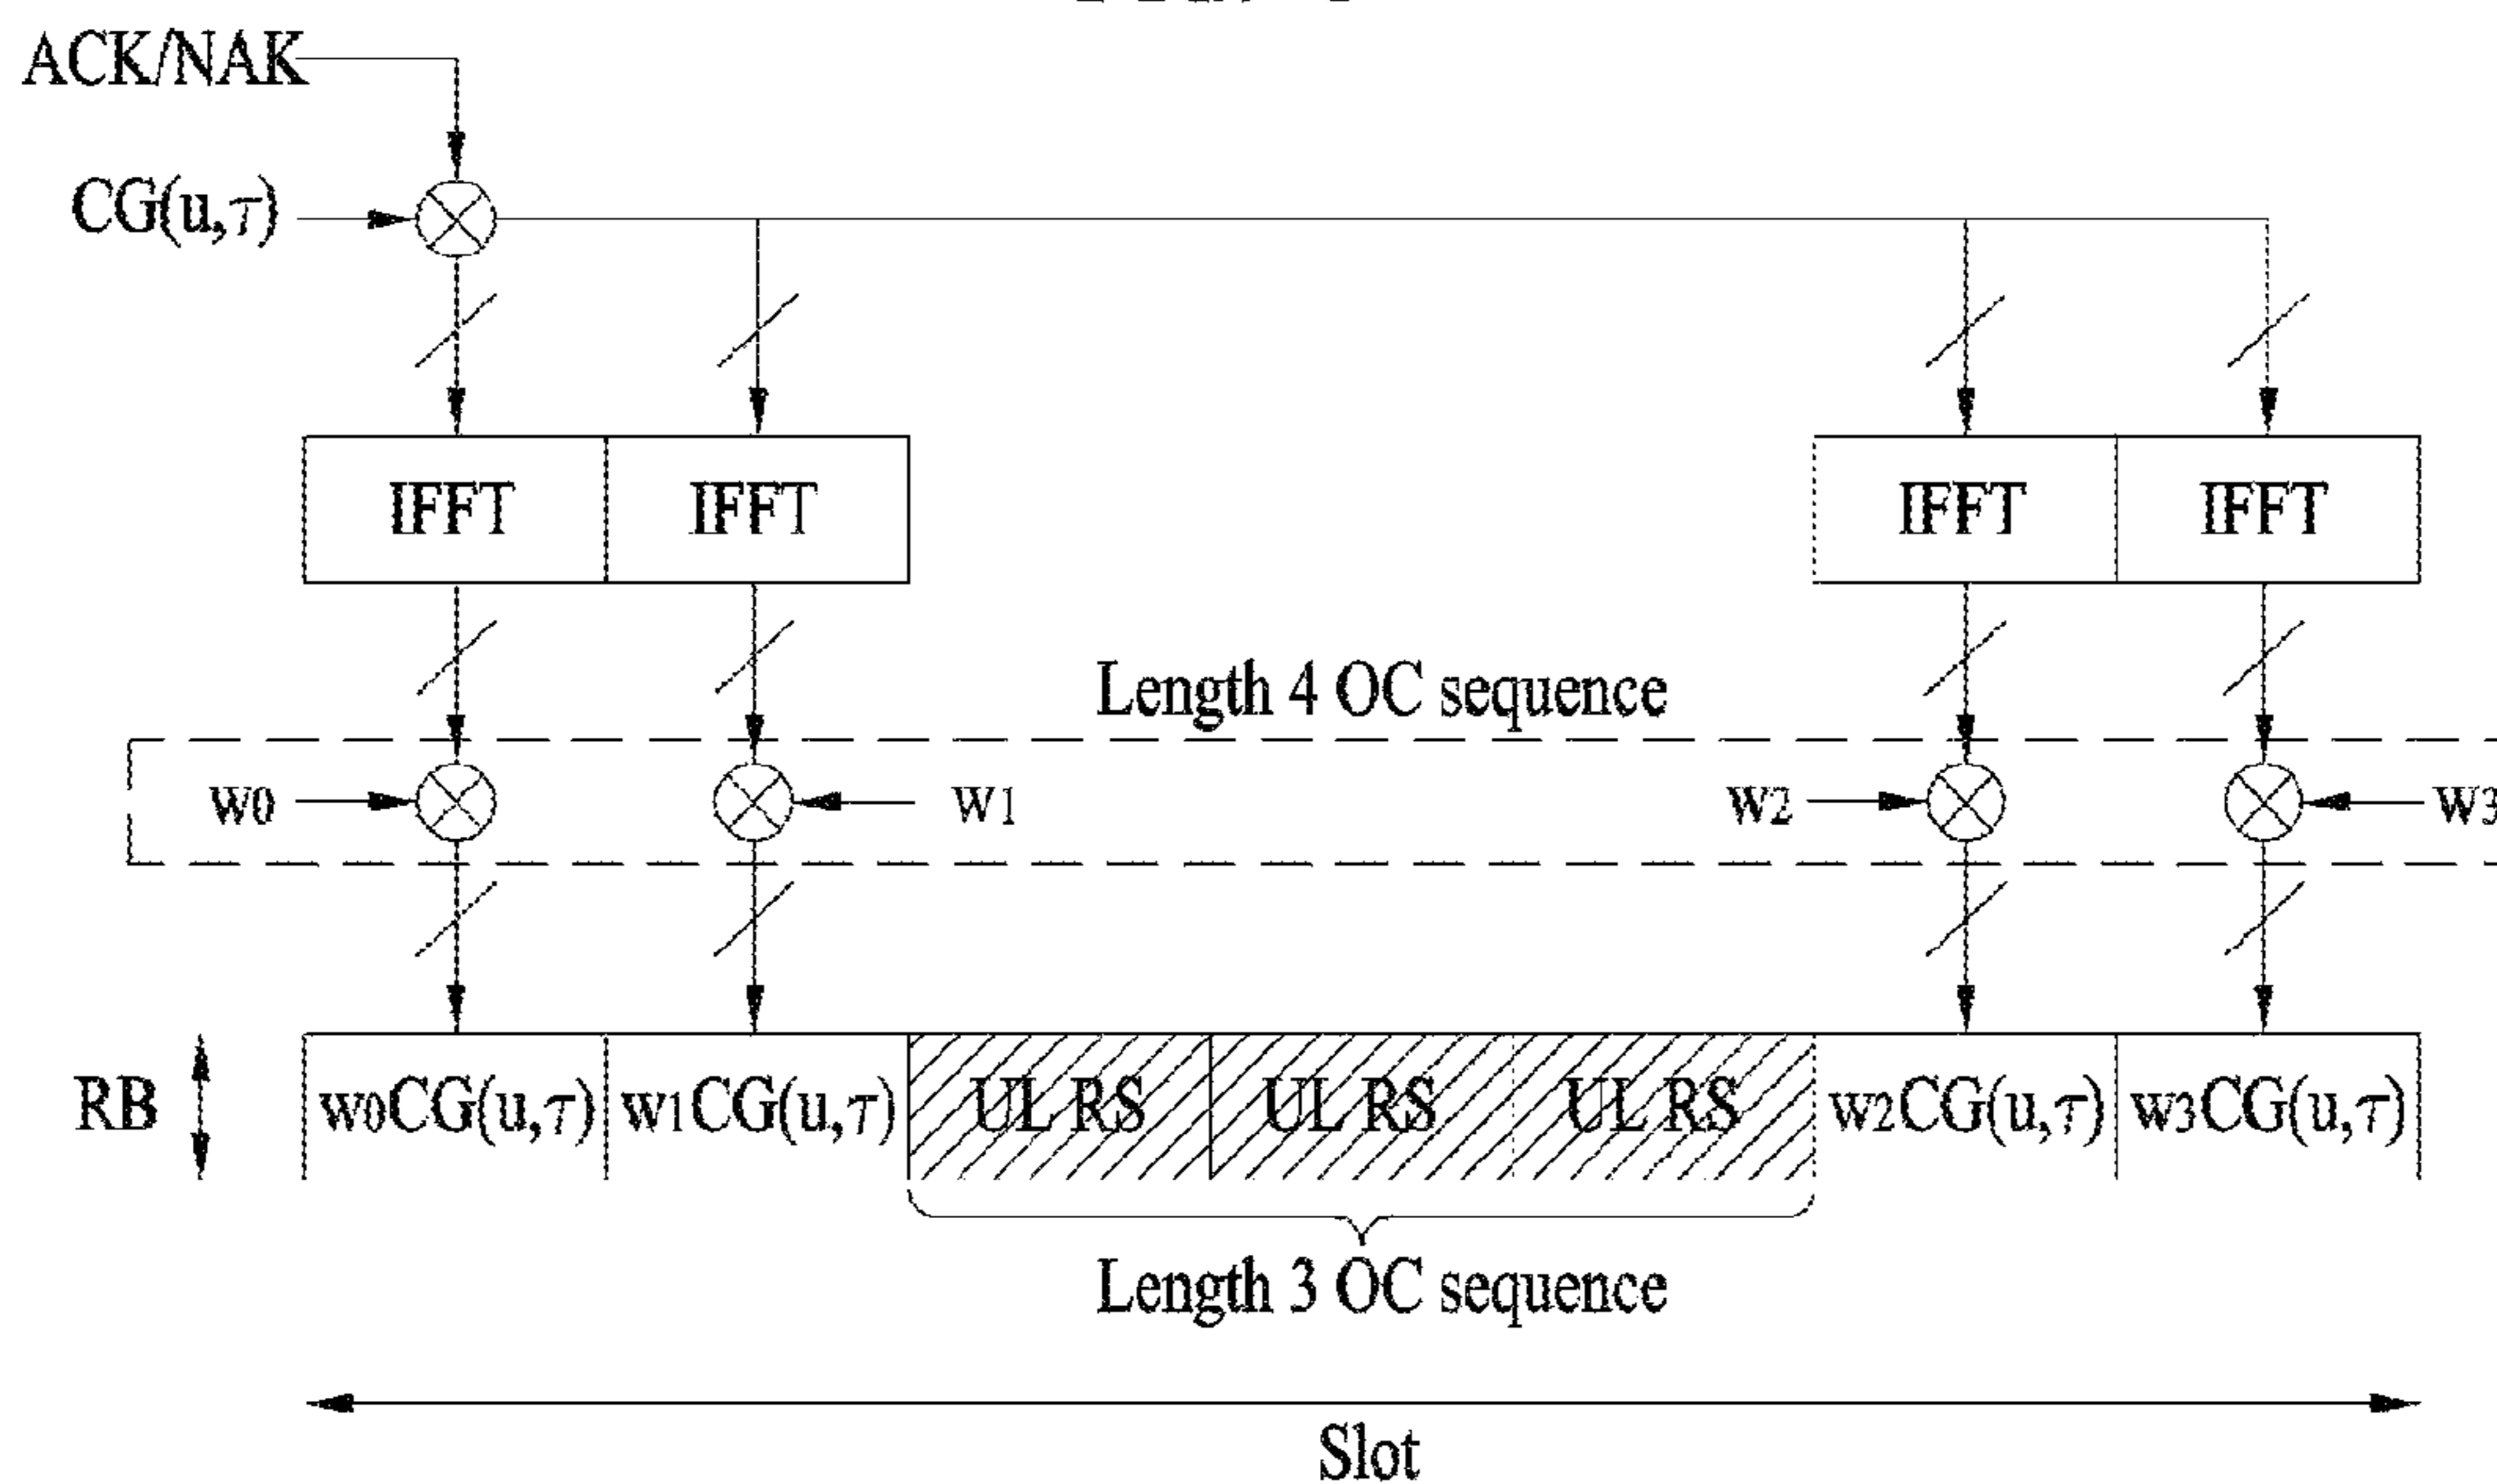 ACK/NAK
CG(u,τ)
IFFT IFFT IFFT IFFT
Length 4 OC sequence
w0 w1 w2 w3
RB w0CG(u,τ) w1CG(u,τ) UL RS UL RS UL RS w2CG(u,τ) w3CG(u,τ)
Length 3 OC sequence
Slot